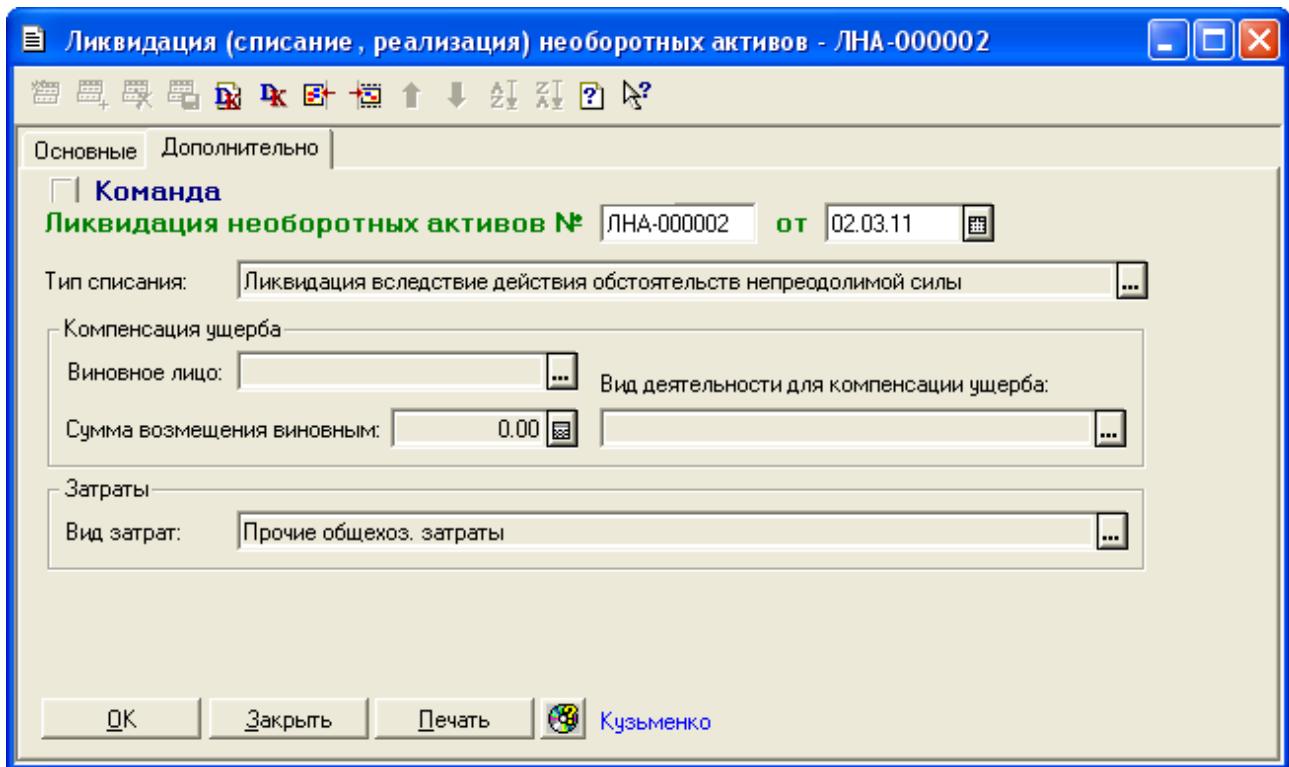 Ликвидация (списание , реализация) необоротных активов - ЛНА-000002
Основные Дополнительно
Команда
Ликвидация необоротных активов № ЛНА-000002 от 02.03.11
Тип списания: Ликвидация вследствие действия обстоятельств непреодолимой силы ...
Компенсация ущерба
Виновное лицо: ...
Вид деятельности для компенсации ущерба:
Сумма возмещения виновным: 0.00 ...
Затраты
Вид затрат: Прочие общехоз. затраты ...
OK Закрыть Печать Кузьменко